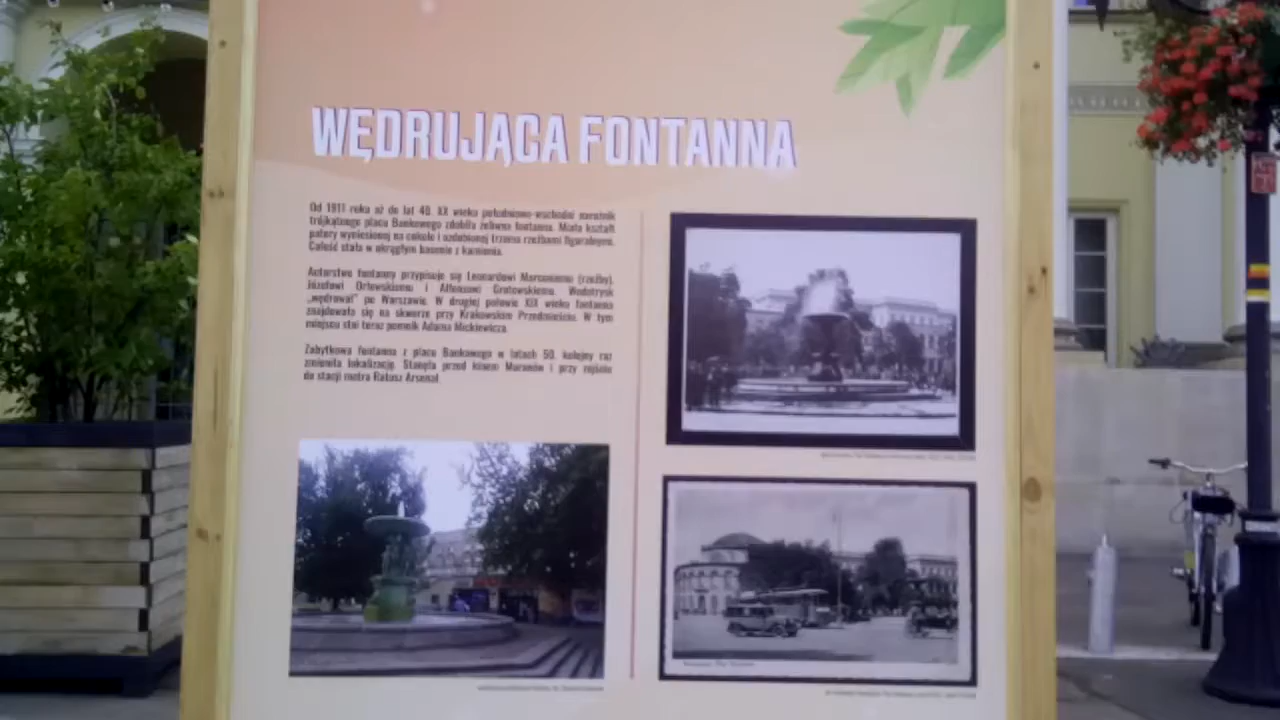 WĘDRUJĄCA FONTANNA
Od 1911 roku aż do lat 40. XX wieku południowo-wschodni narożnik
trójkątnego placu Bankowego zdobiła żeliwna fontanna. Miała kształt
patery wyniesionej na cokole i ozdobionej trzema rzeźbami figuralnymi.
Całość stała w okrągłym basenie z kamienia.
Autorstwo fontanny przypisuje się Leonardowi Marconiemu (rzeźby),
Józefowi Orłowskiemu i Alfonsowi Grotowskiemu. Wodotrysk
„wędrował” po Warszawie. W drugiej połowie XIX wieku fontanna
znajdowała się na skwerze przy Krakowskim Przedmieściu. W tym
miejscu stoi teraz pomnik Adama Mickiewicza.
Zabytkowa fontanna z placu Bankowego w latach 50. kolejny raz
zmieniła lokalizację. Stanęła przed kinem Muranów i przy wejściu
do stacji metra Ratusz Arsenał.